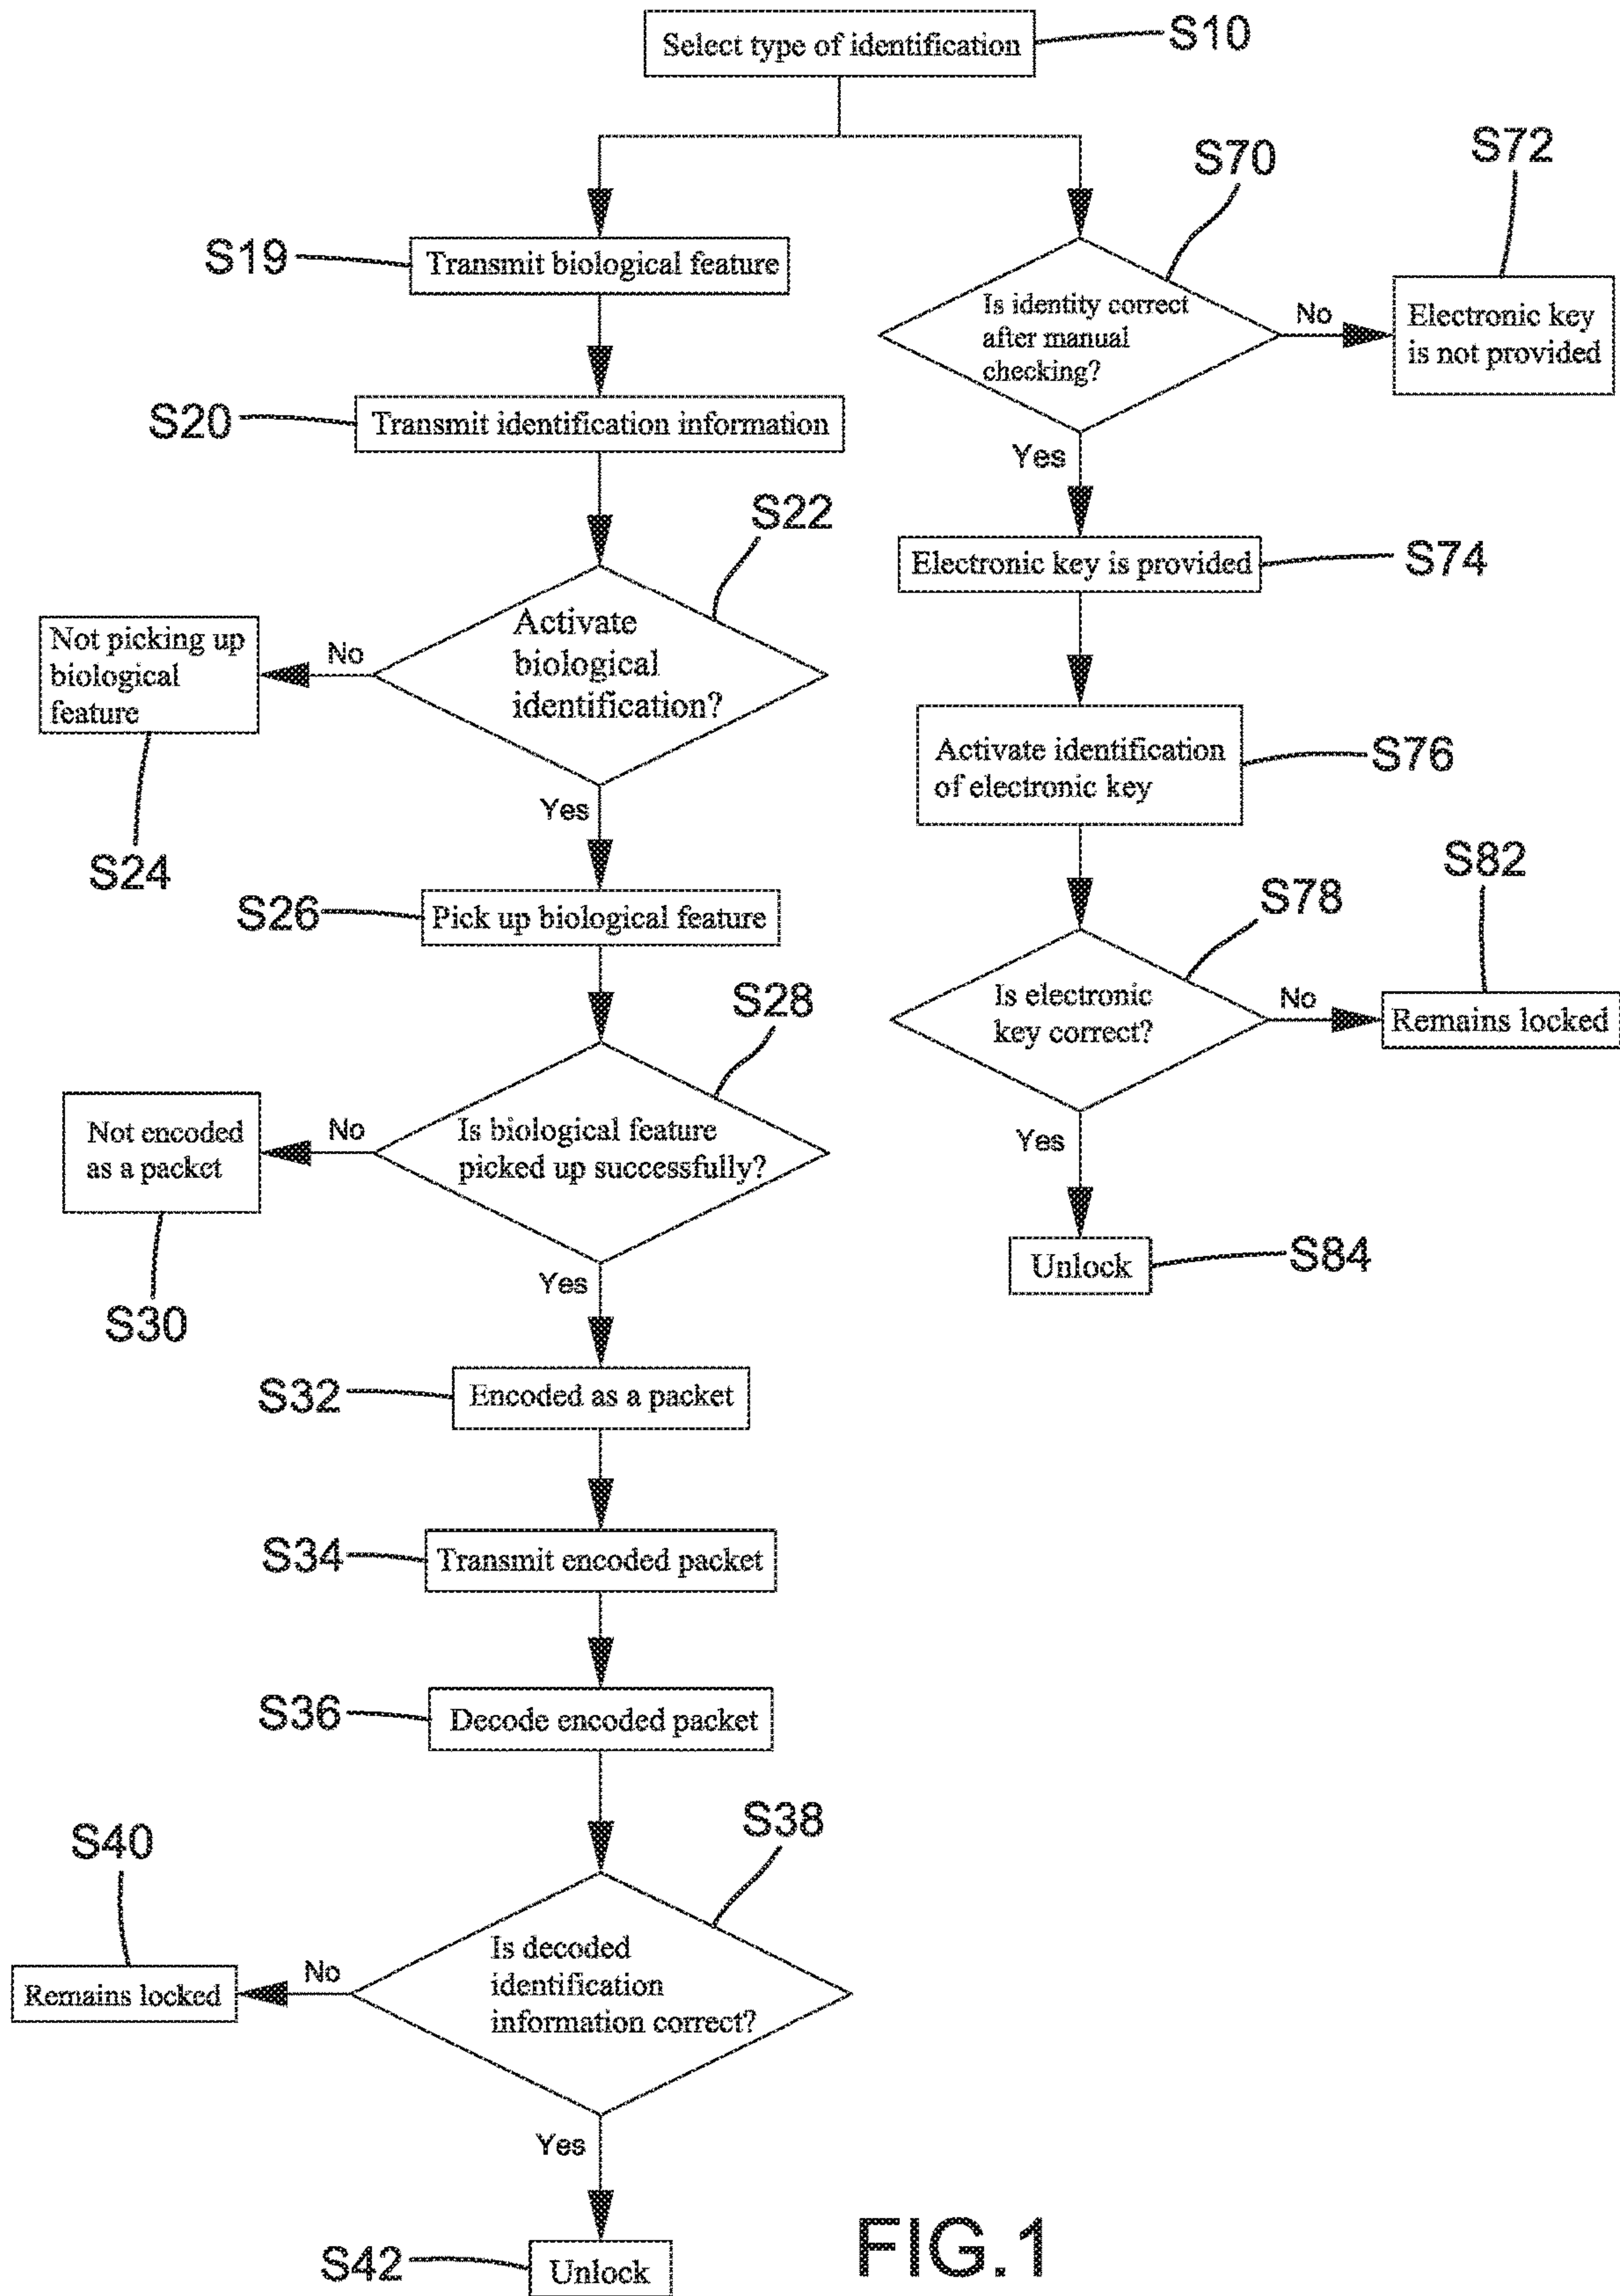 Select type of identification
S10
S70
S72
S19
Transmit biological feature
Is identity correct
after manual
checking?
No
Electronic key
is not provided
S20
Transmit identification information
Yes
S22
Electronic key is provided
S74
Not picking up
biological
feature
No
Activate
biological
identification?
Activate identification
of electronic key
S76
Yes
S24
S82
S26
Pick up biological feature
S78
S28
Is electronic
key correct?
No
Remains locked
Not encoded
as a packet
No
Is biological feature
picked up successfully?
Yes
Unlock
S84
Yes
S30
S32
Encoded as a packet
S34
Transmit encoded packet
S36
Decode encoded packet
S38
S40
Is decoded
identification
information correct?
No
Remains locked
Yes
S42
Unlock
FIG.1